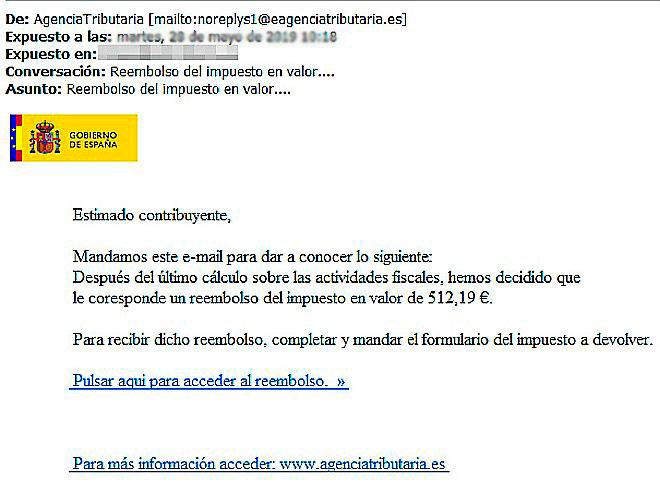 De: AgenciaTributaria [mailto:noreplys1@eagenciatributaria.es]
Expuesto a las: martes, 28 de mayo de 2019 10:18
Expuesto en:
Conversación: Reembolso del impuesto en valor....
Asunto: Reembolso del impuesto en valor....
GOBIERNO
DE ESPAÑA
Estimado contribuyente,
Mandamos este e-mail para dar a conocer lo siguiente:
Después del último cálculo sobre las actividades fiscales, hemos decidido que
le coresponde un reembolso del impuesto en valor de 512,19 €.
Para recibir dicho reembolso, completar y mandar el formulario del impuesto a devolver.
Pulsar aqui para acceder al reembolso. »
Para más información acceder: www.agenciatributaria.es